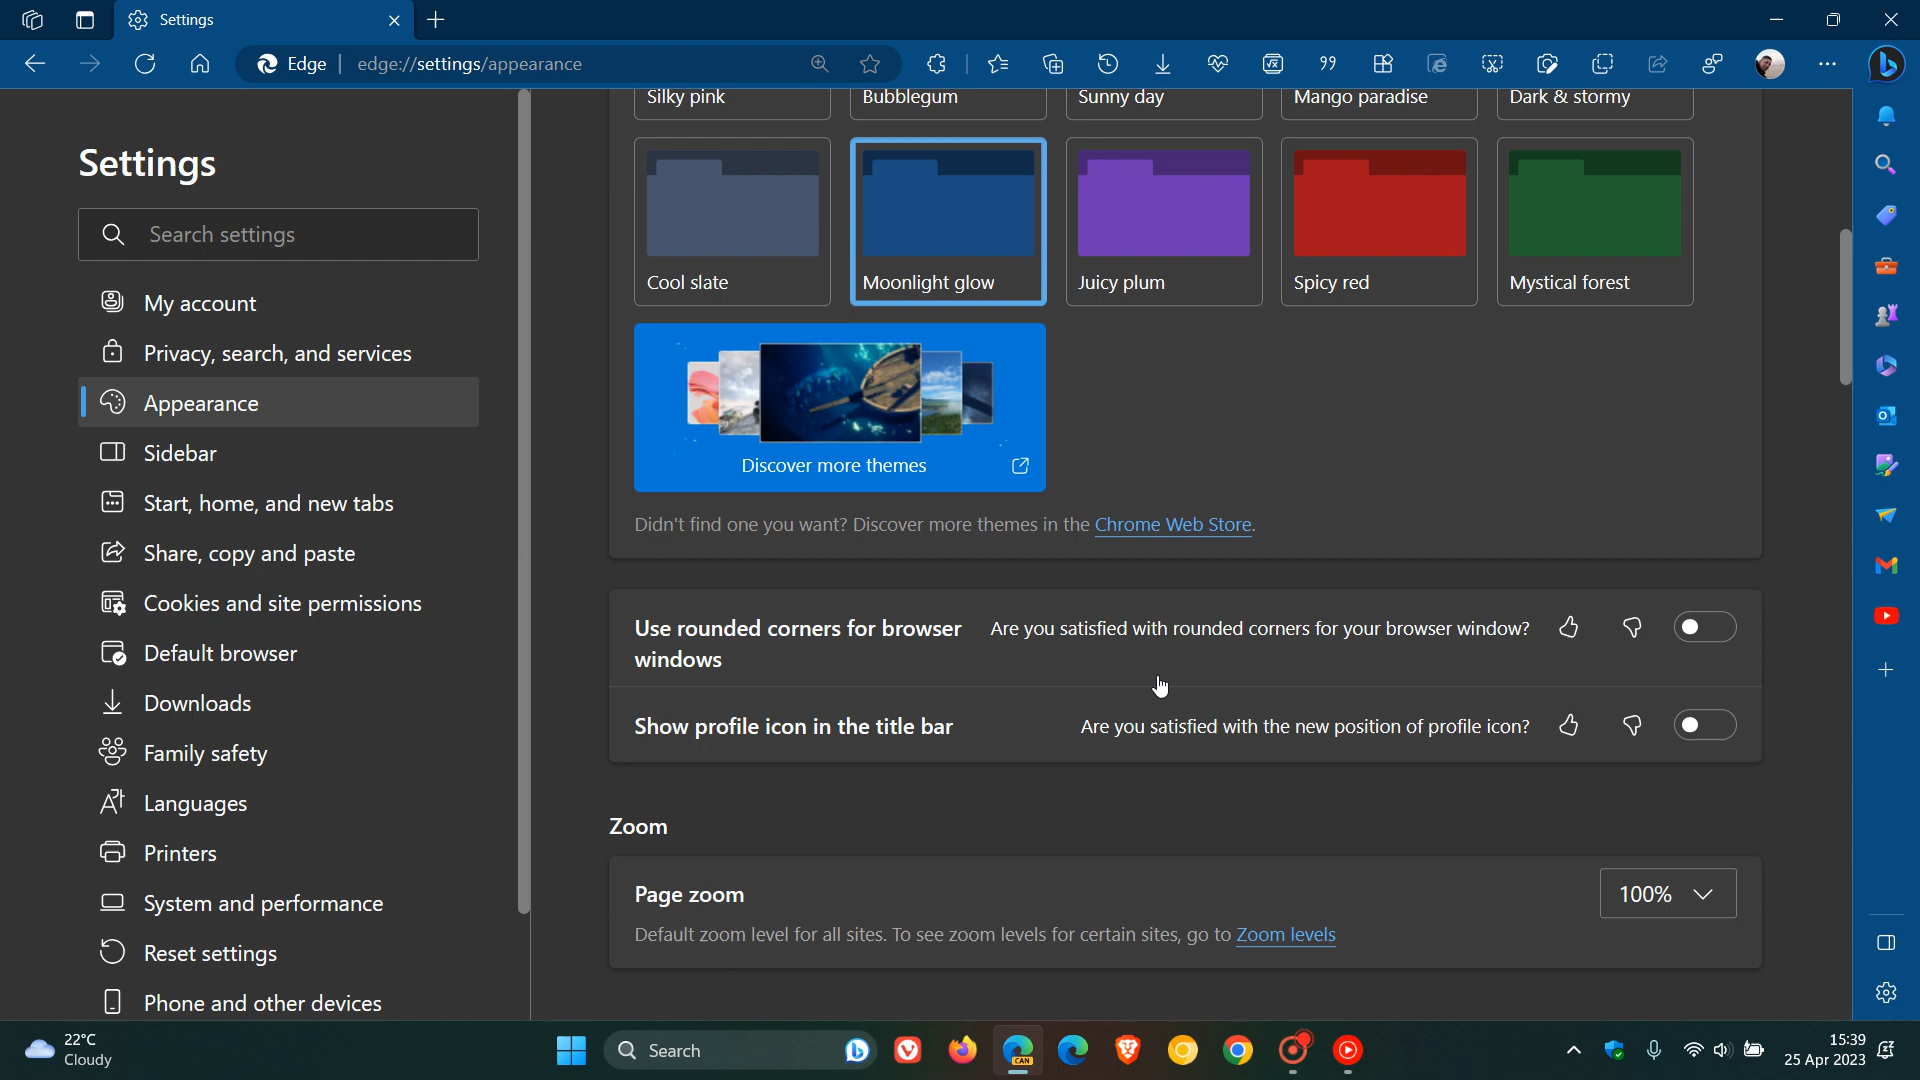 Settings
Edge
edge://settings/appearance
Settings
Search settings
My account
Privacy, search, and services
Appearance
Sidebar
Start, home, and new tabs
Share, copy and paste
Cookies and site permissions
Default browser
Downloads
Family safety
Languages
Printers
System and performance
Reset settings
Phone and other devices
Silky pink
Bubblegum
Sunny day
Mango paradise
Dark & stormy
Cool slate
Moonlight glow
Juicy plum
Spicy red
Mystical forest
Discover more themes
Didn't find one you want? Discover more themes in the Chrome Web Store.
Use rounded corners for browser
windows
Are you satisfied with rounded corners for your browser window?
Show profile icon in the title bar
Are you satisfied with the new position of profile icon?
Zoom
Page zoom
100%
Default zoom level for all sites. To see zoom levels for certain sites, go to Zoom levels
22°C
Cloudy
Search
CAN
15:39
25 Apr 2023